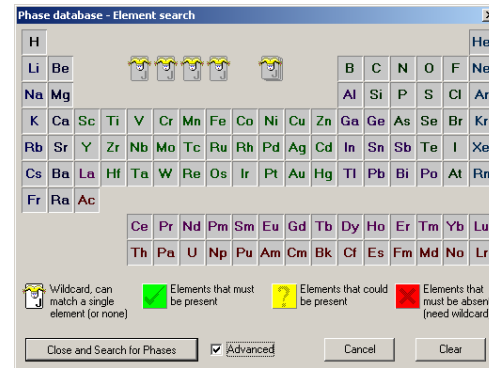 Phase database - Element search
H He
Li Be B C N O F Ne
Na Mg Al Si P S Cl Ar
K Ca Sc Ti V Cr Mn Fe Co Ni Cu Zn Ga Ge As Se Br Kr
Rb Sr Y Zr Nb Mo Tc Ru Rh Pd Ag Cd In Sn Sb Te I Xe
Cs Ba La Hf Ta W Re Os Ir Pt Au Hg Tl Pb Bi Po At Rn
Fr Ra Ac
Ce Pr Nd Pm Sm Eu Gd Tb Dy Ho Er Tm Yb Lu
Th Pa U Np Pu Am Cm Bk Cf Es Fm Md No Lr
Wildcard, can
match a single
element (or none)
Elements that must
be present
Elements that could
be present
Elements that
must be absent
(need wildcard
Close and Search for Phases
Advanced
Cancel
Clear